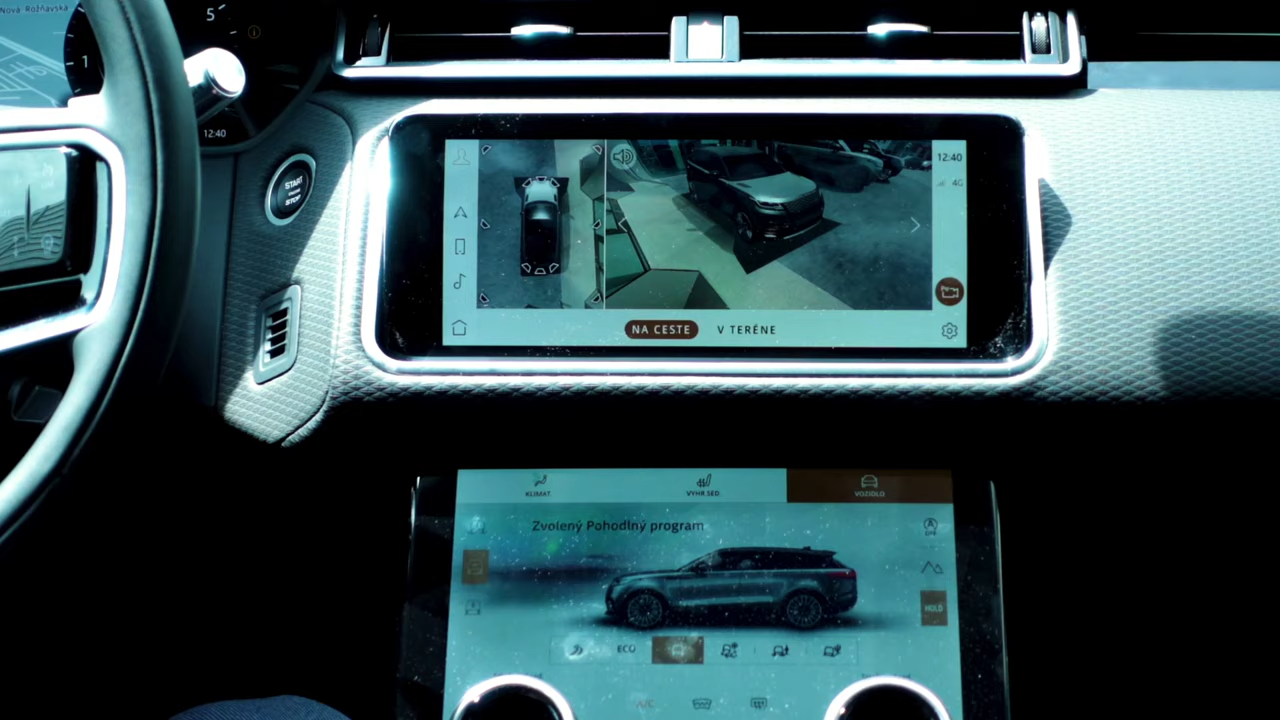 Nová Rožňavská
5
1
12:40
START
STOP
12:40
4G
NA CESTE
V TERÉNE
KLIMAT.
VYHR.SED.
VOZIDLO
Zvolený Pohodlný program
OFF
HOLD
ECO
A/C